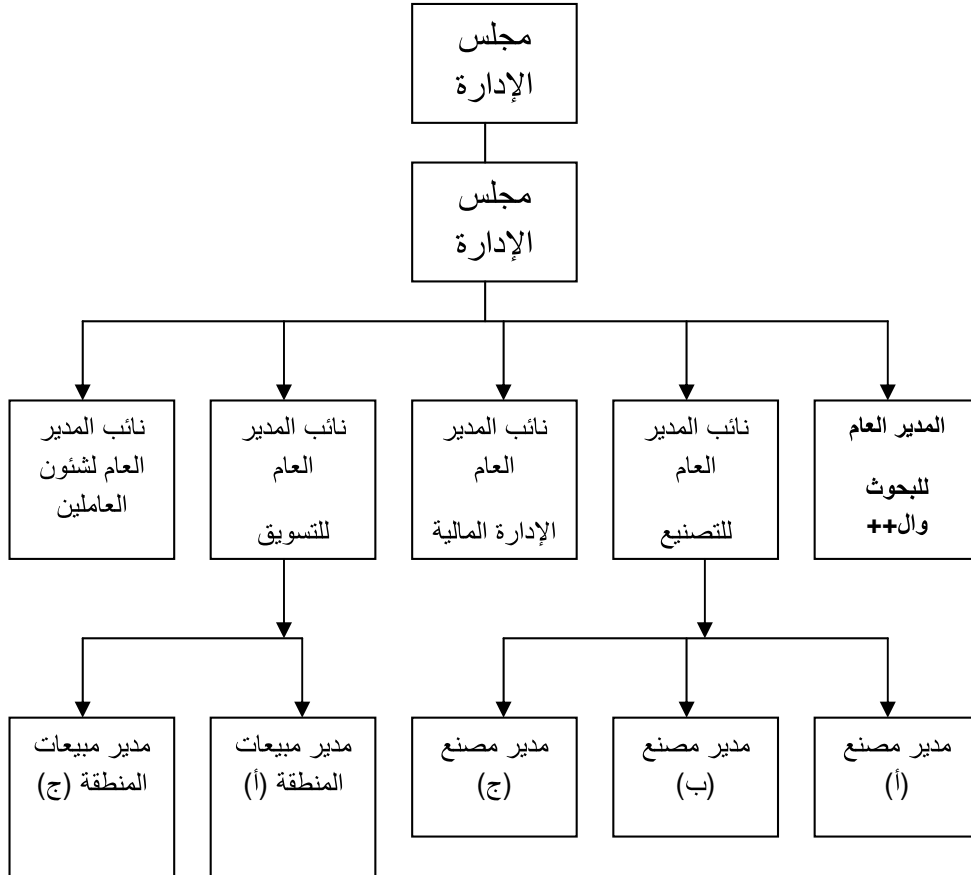 مجلس
الإدارة
مجلس
الإدارة
المدير العام
للبحوث
وال++
نائب المدير
العام
للتصنيع
نائب المدير
العام
الإدارة المالية
نائب المدير
العام
للتسويق
نائب المدير
العام لشئون
العاملين
مدير مصنع
(أ)
مدير مصنع
(ب)
مدير مصنع
(ج)
مدير مبيعات
المنطقة (أ)
مدير مبيعات
المنطقة (ج)